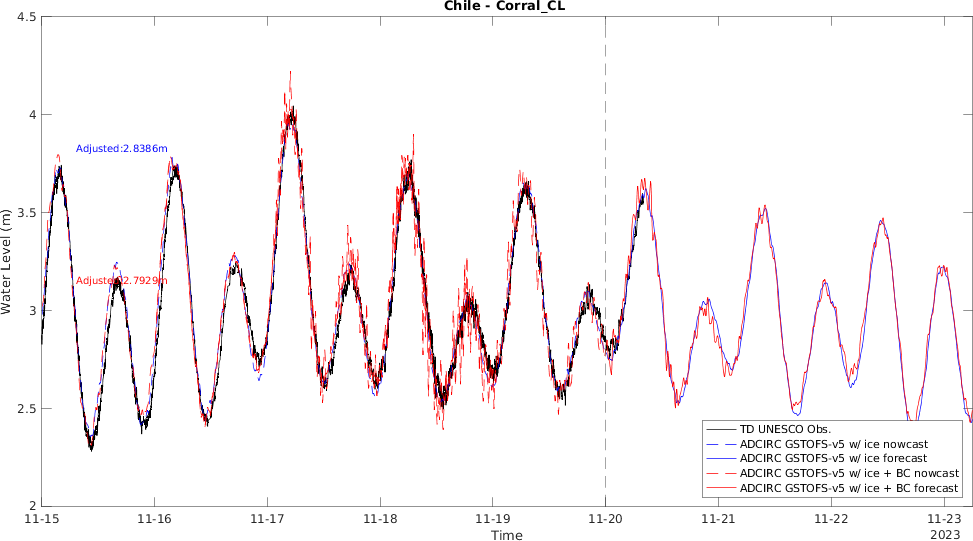 Chile - Corral_CL
4.5
4
3.5
3
2.5
2
Water Level (m)
Adjusted:2.8386m
Adjusted:2.7929m
TD UNESCO Obs.
ADCIRC GSTOFS-v5 w/ ice nowcast
ADCIRC GSTOFS-v5 w/ ice forecast
ADCIRC GSTOFS-v5 w/ ice + BC nowcast
ADCIRC GSTOFS-v5 w/ ice + BC forecast
11-15 11-16 11-17 11-18 11-19 11-20 11-21 11-22 11-23
2023
Time